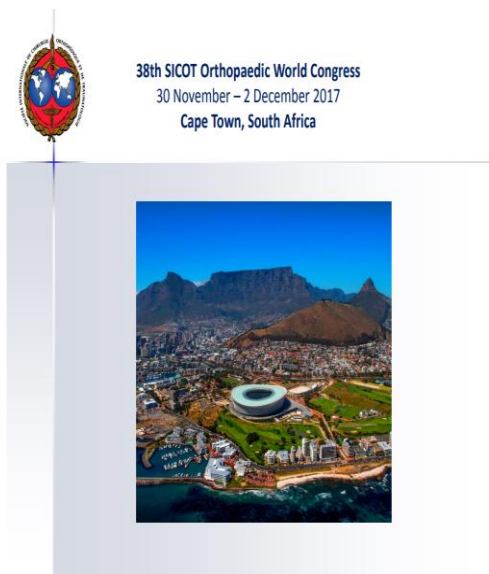 38th SICOT Orthopaedic World Congress
30 November – 2 December 2017
Cape Town, South Africa